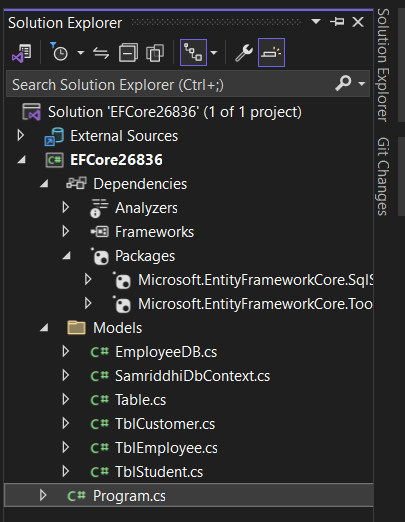 Solution Explorer
Search Solution Explorer (Ctrl+;)
Solution 'EFCore26836' (1 of 1 project)
External Sources
C# EFCore26836
Dependencies
Analyzers
Frameworks
Packages
Microsoft.EntityFrameworkCore.SqlS
Microsoft.EntityFrameworkCore.Too
Models
C# EmployeeDB.cs
C# SamriddhiDbContext.cs
C# Table.cs
C# TblCustomer.cs
C# TblEmployee.cs
C# TblStudent.cs
C# Program.cs
Solution Explorer
Git Changes